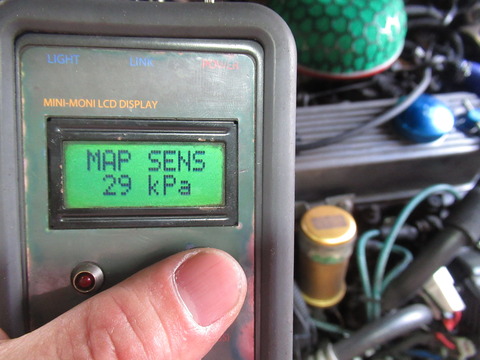 LIGHT LINK
MINI-MONI LCD DISPLAY
MAP SENS
29 kPa